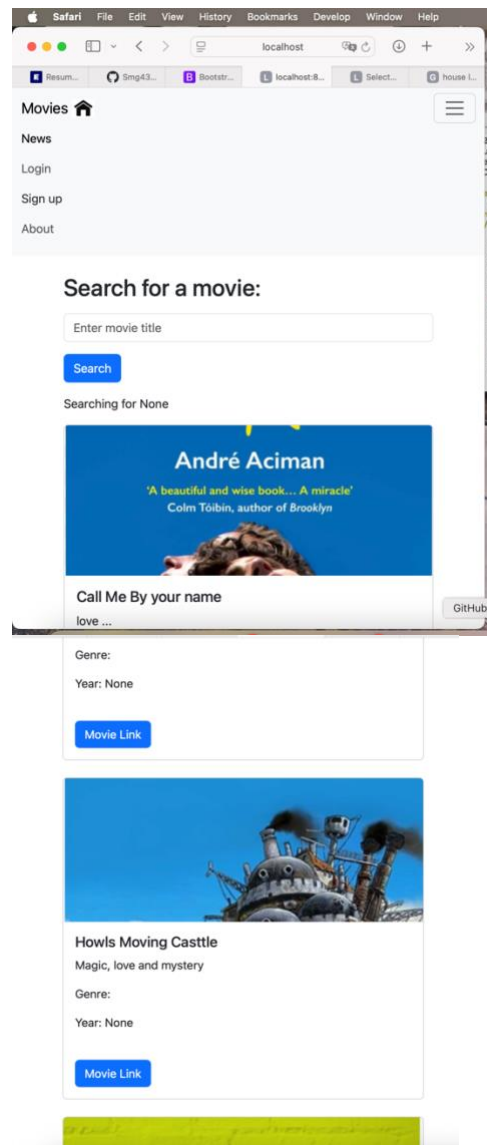 Safari File Edit View History Bookmarks Develop Window Help
localhost
Resum... Smg43... B Bootstr... L localhost:8... L Select... G house l...
Movies
News
Login
Sign up
About
Search for a movie:
Enter movie title
Search
Searching for None
André Aciman
'A beautiful and wise book... A miracle'
Colm Tóibín, author of Brooklyn
Call Me By your name
love ...
GitHub
Genre:
Year: None
Movie Link
Howls Moving Casttle
Magic, love and mystery
Genre:
Year: None
Movie Link